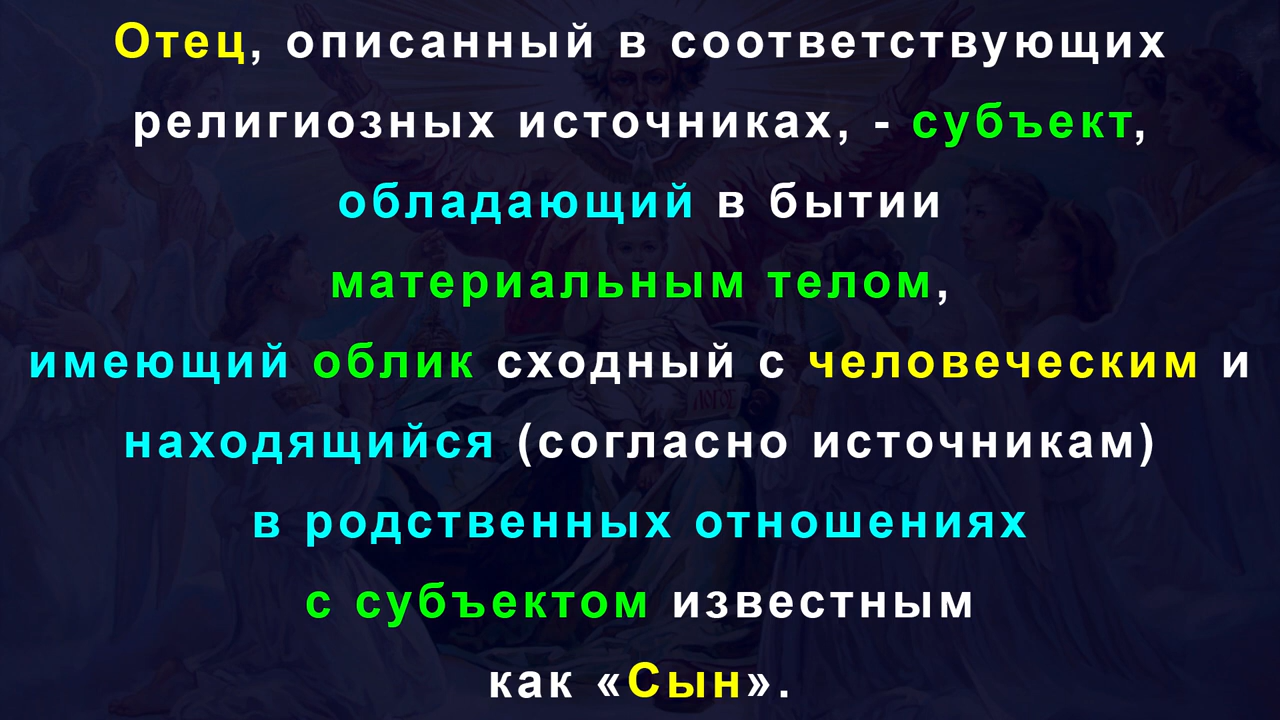 Отец, описанный в соответствующих
религиозных источниках, - субъект,
обладающий в бытии
материальным телом,
имеющий облик сходный с человеческим и
находящийся (согласно источникам)
в родственных отношениях
с субъектом известным
как «Сын».
ЛОГОС